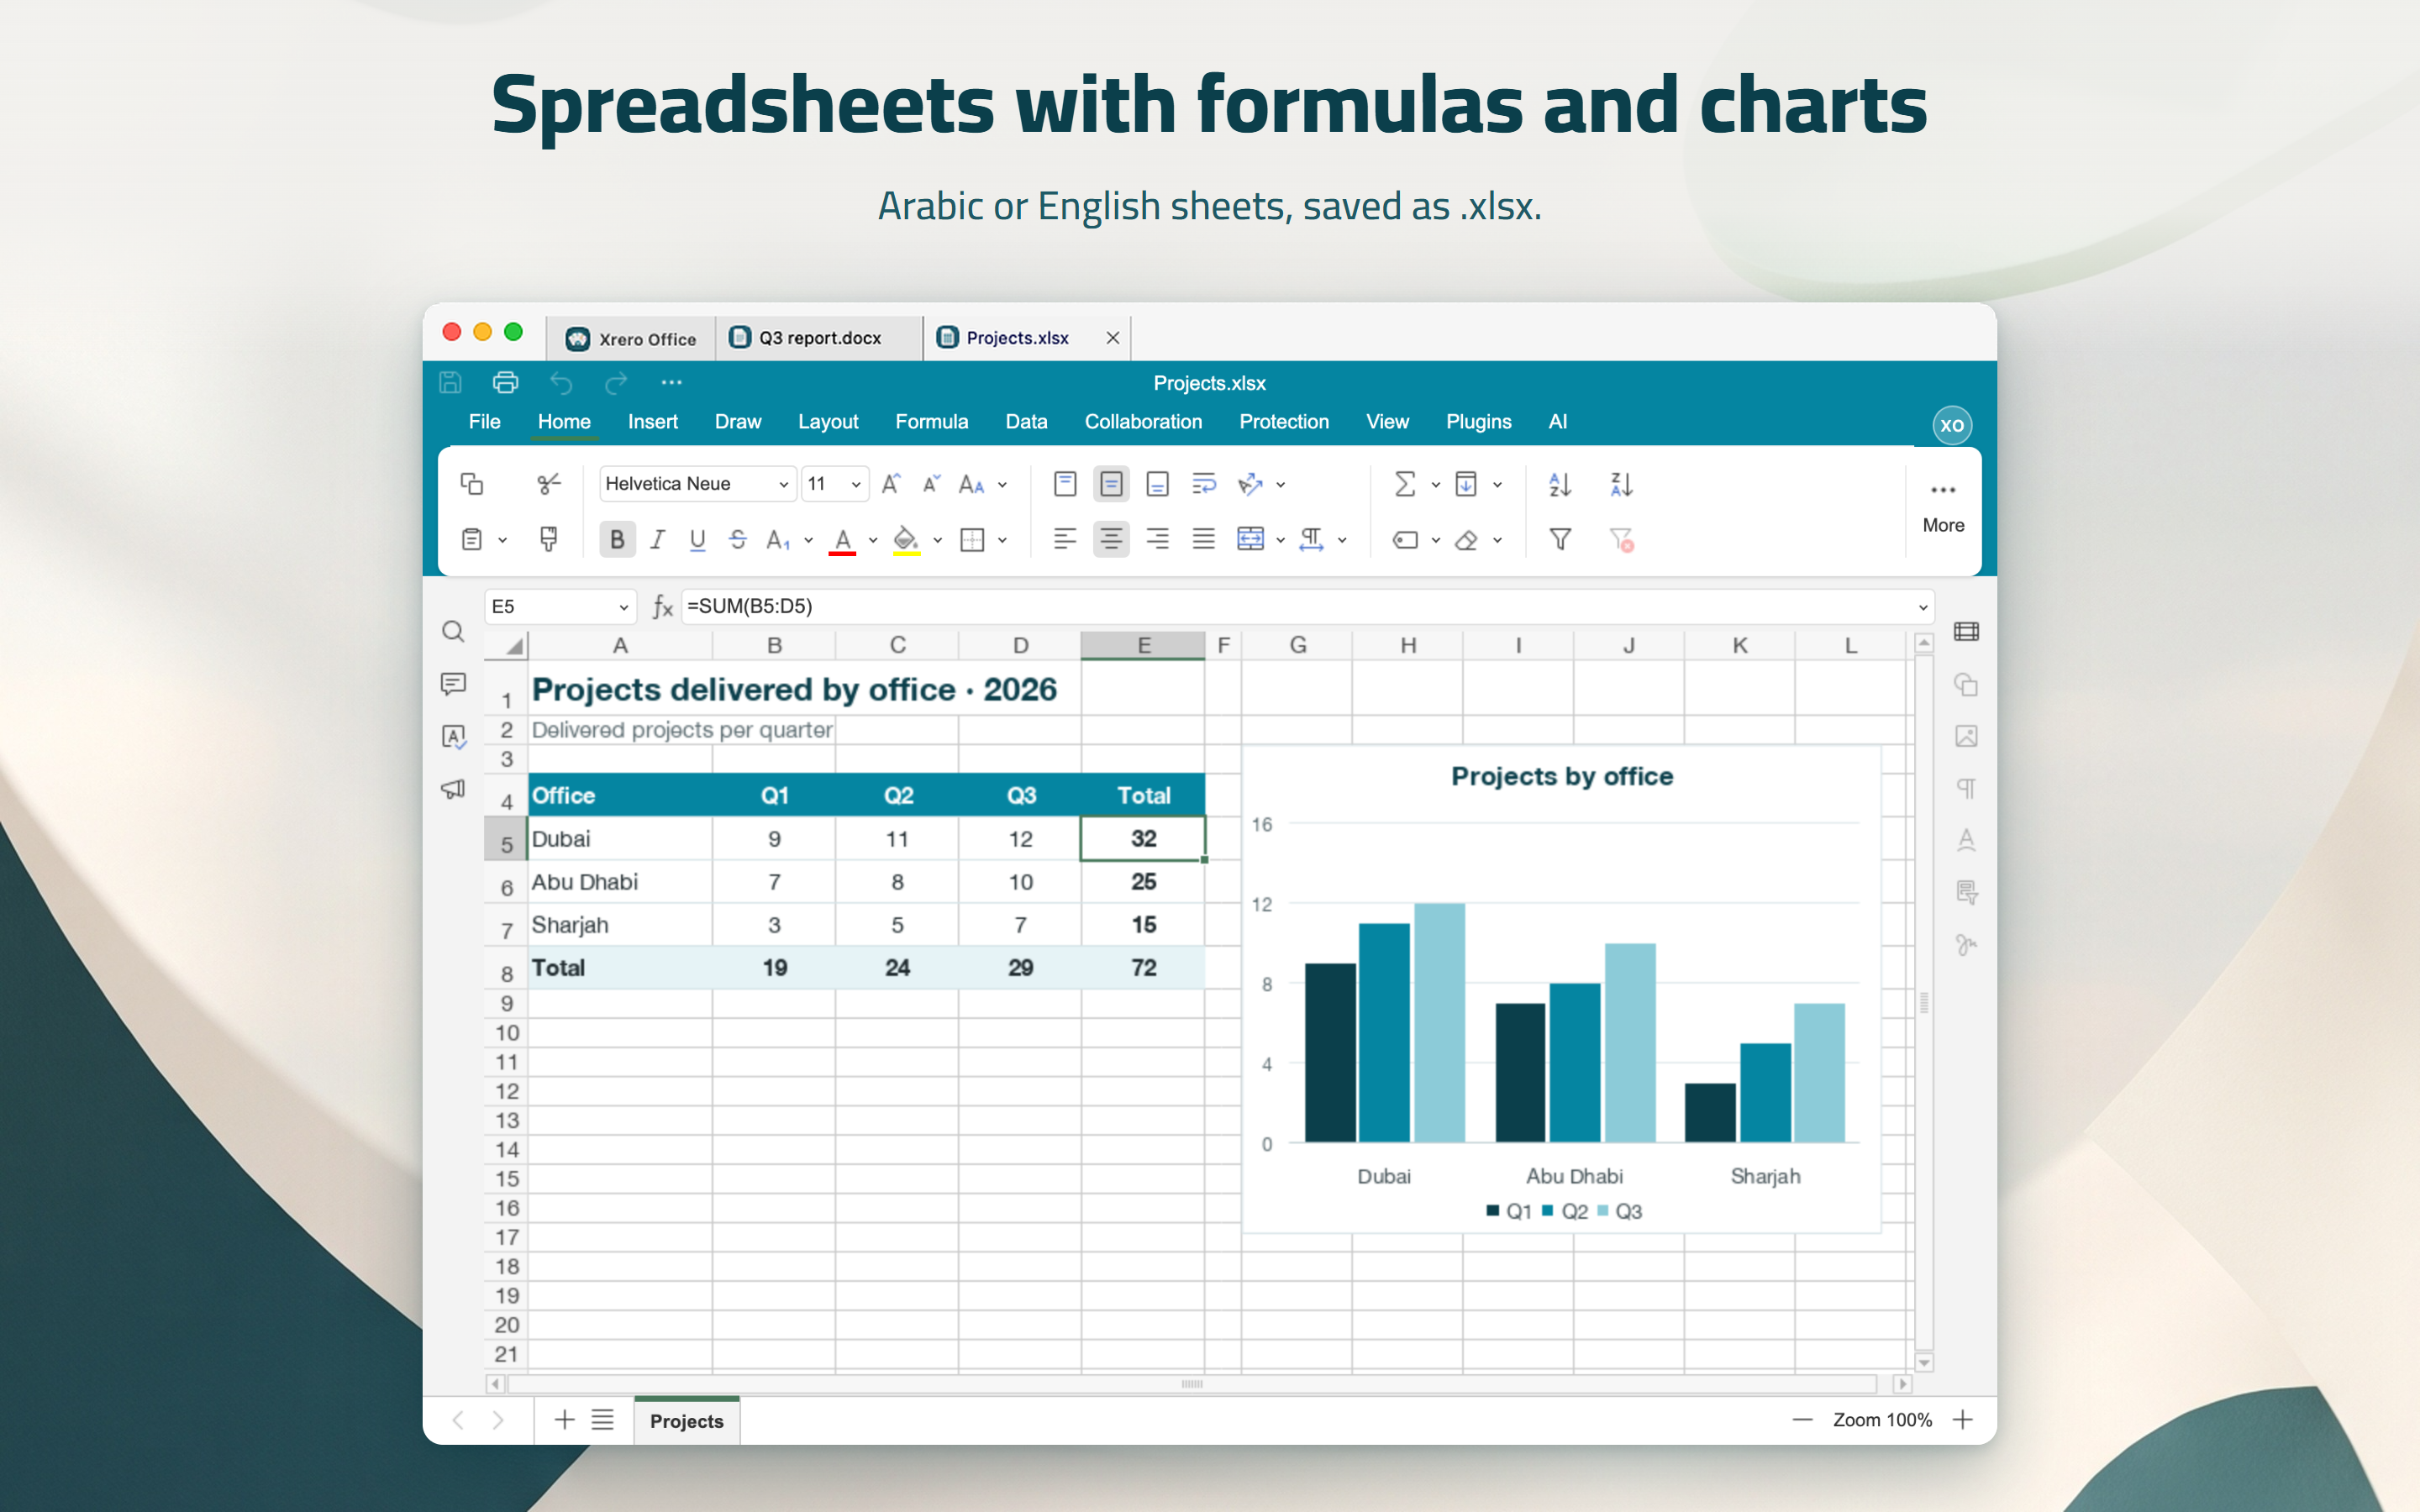 Spreadsheets with formulas and charts
Arabic or English sheets, saved as .xlsx.
Xrero Office
Q3 report.docx
Projects.xlsx
Projects.xlsx
File Home Insert Draw Layout Formula Data Collaboration Protection View Plugins AI
XO
Helvetica Neue 11
More
E5 fx =SUM(B5:D5)
A B C D E F G H I J K L
1 Projects delivered by office · 2026
2 Delivered projects per quarter
3
4 Office Q1 Q2 Q3 Total
5 Dubai 9 11 12 32
6 Abu Dhabi 7 8 10 25
7 Sharjah 3 5 7 15
8 Total 19 24 29 72
9
10
11
12
13
14
15
16
17
18
19
20
21
Projects by office
16
12
8
4
0
Dubai Abu Dhabi Sharjah
Q1 Q2 Q3
Projects
Zoom 100%